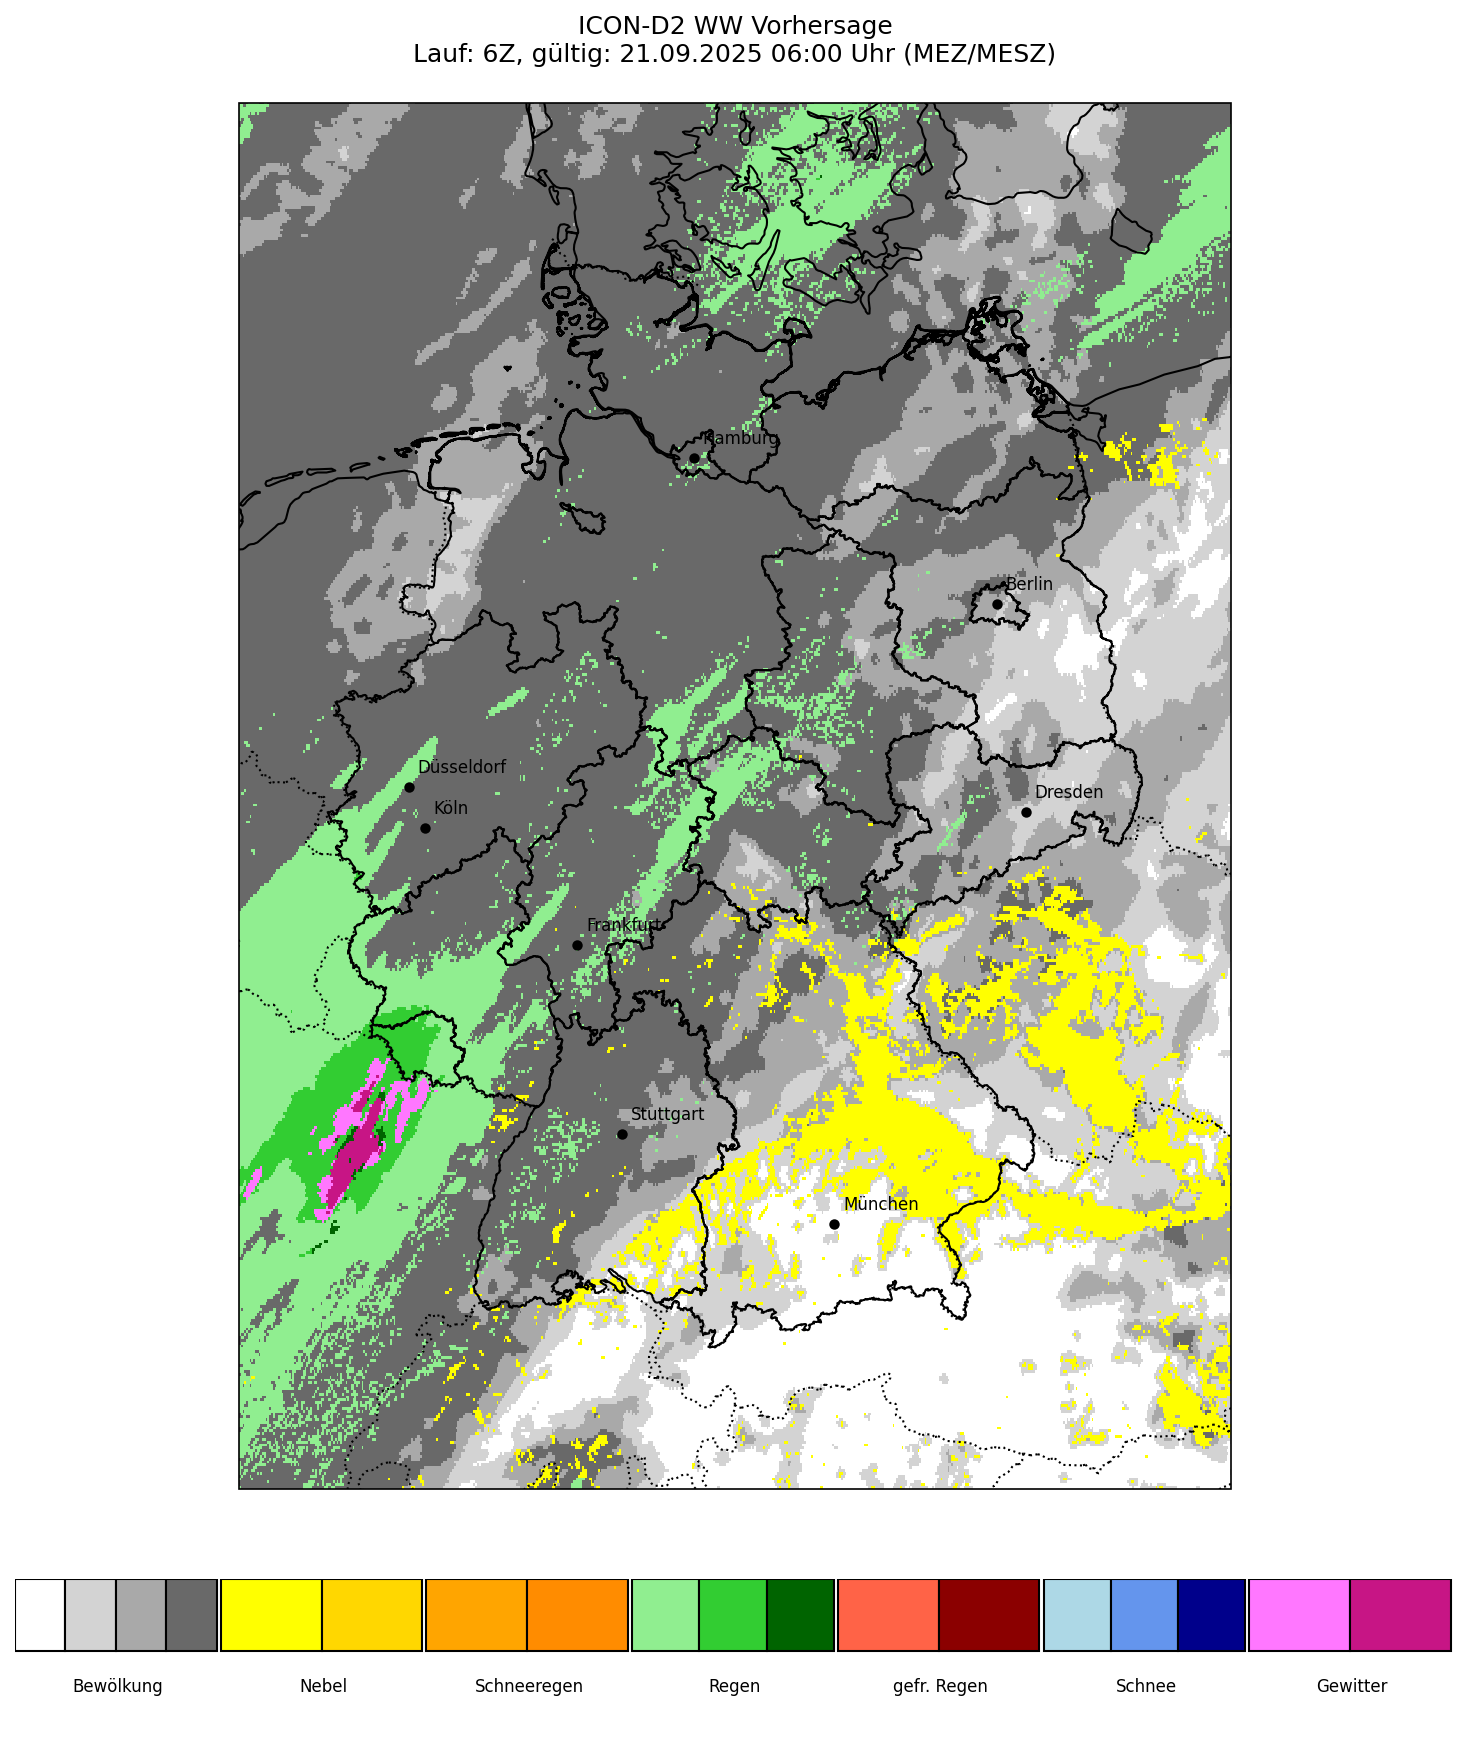 ICON-D2 WW Vorhersage
Lauf: 6Z, gültig: 21.09.2025 06:00 Uhr (MEZ/MESZ)
Hamburg
Berlin
Düsseldorf
Köln
Dresden
Frankfurt
Stuttgart
München
Bewölkung Nebel Schneeregen Regen gefr. Regen Schnee Gewitter